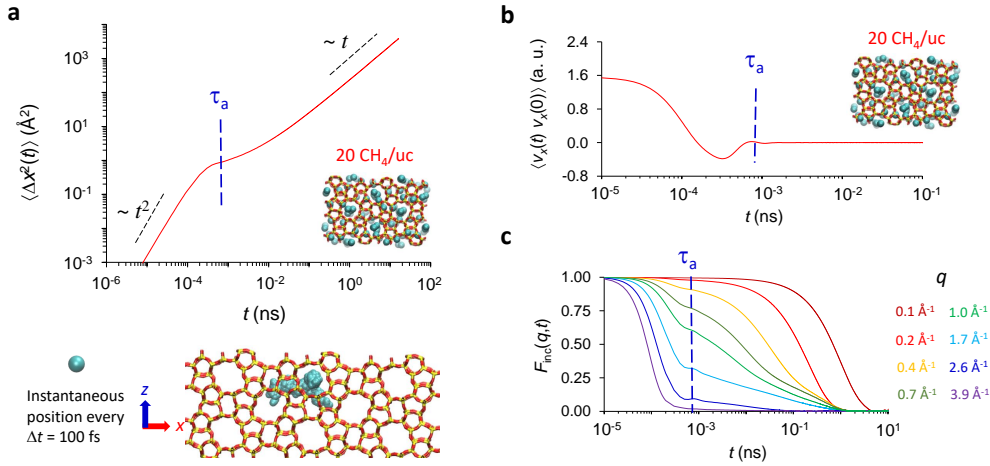 a
10³
10¹
10⁻¹
10⁻³
⟨Δx²(t)⟩ (Å²)
~ t
~ t²
τₐ
20 CH₄/uc
10⁻⁶
10⁻⁴
10⁻²
10⁰
10²
t (ns)
Instantaneous
position every
Δt = 100 fs
z
x
b
2.4
1.6
0.8
0.0
-0.8
⟨vₓ(t) vₓ(0)⟩ (a. u.)
τₐ
20 CH₄/uc
10⁻⁵
10⁻⁴
10⁻³
10⁻²
10⁻¹
t (ns)
c
1.00
0.75
0.50
0.25
0.00
F_inc(q,t)
τₐ
q
0.1 Å⁻¹ 1.0 Å⁻¹
0.2 Å⁻¹ 1.7 Å⁻¹
0.4 Å⁻¹ 2.6 Å⁻¹
0.7 Å⁻¹ 3.9 Å⁻¹
10⁻⁵
10⁻³
10⁻¹
10¹
t (ns)